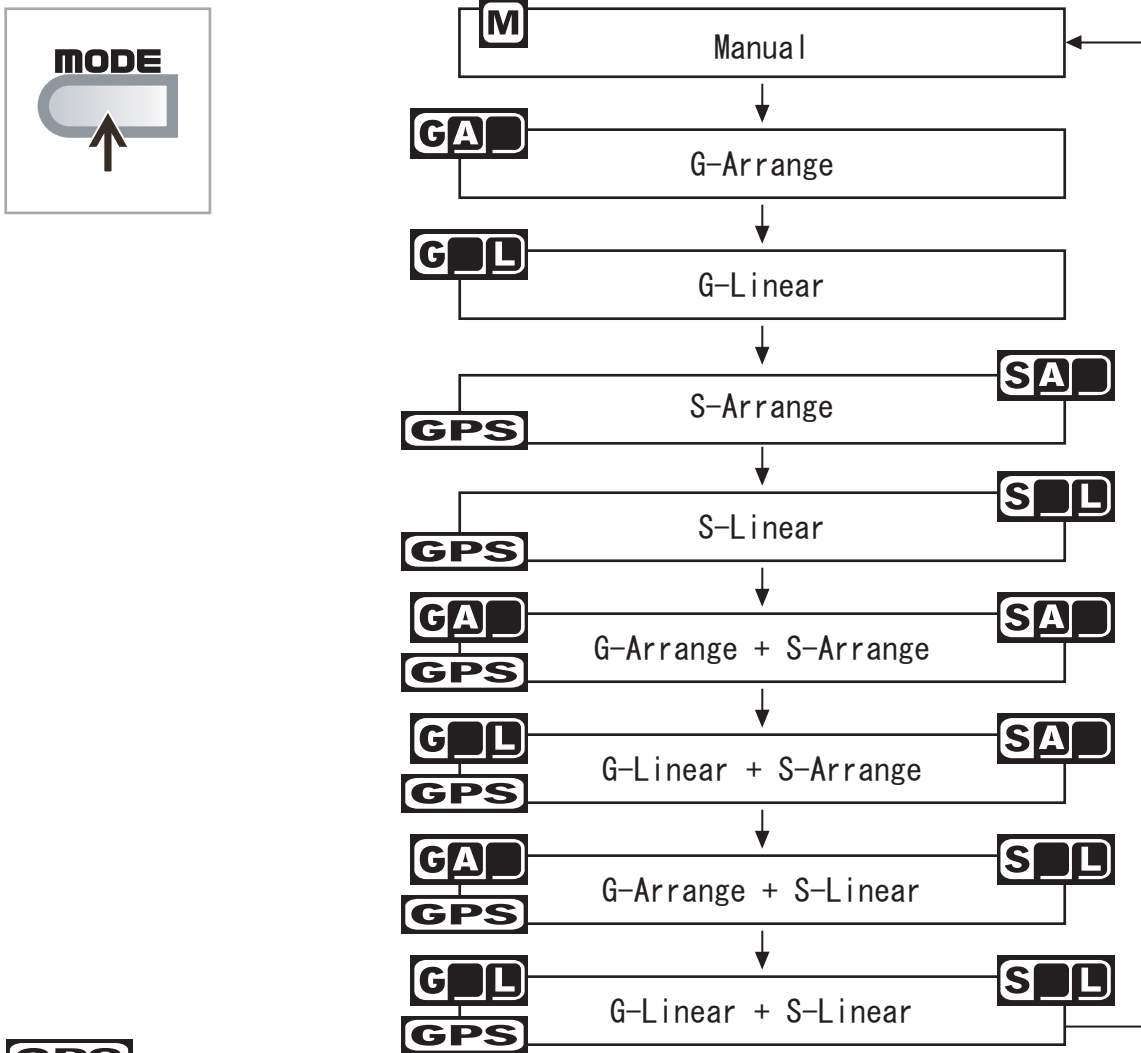 MODE
M
Manual
GA
G-Arrange
G L
G-Linear
SA
S-Arrange
GPS
S L
S-Linear
GPS
GA SA
G-Arrange + S-Arrange
GPS
G L SA
G-Linear + S-Arrange
GPS
GA S L
G-Arrange + S-Linear
GPS
G L S L
G-Linear + S-Linear
GPS
GPS